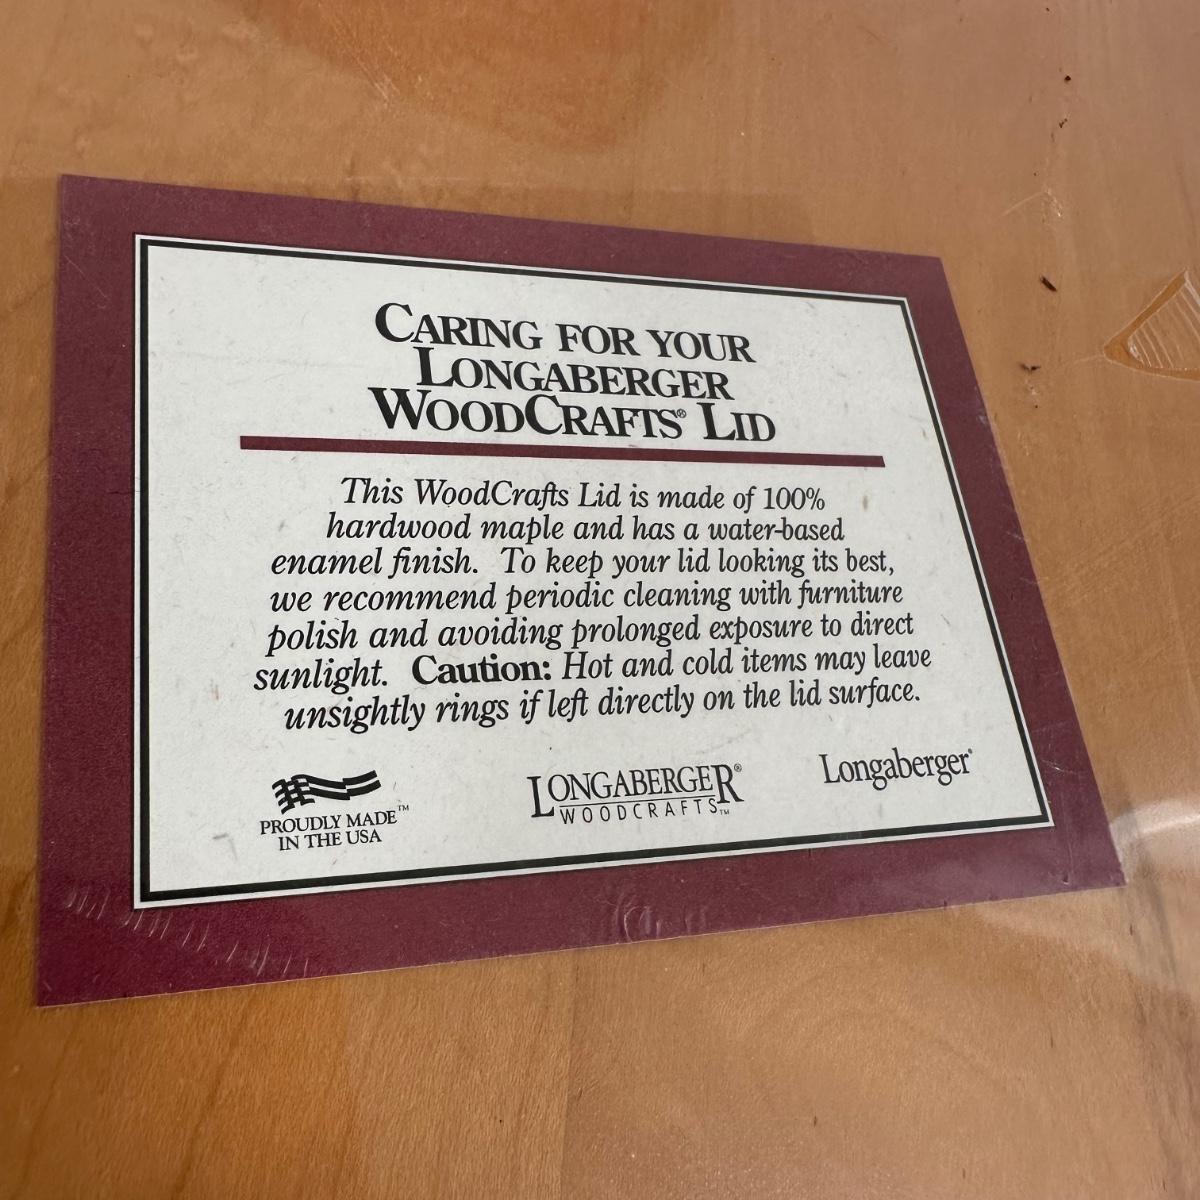 CARING FOR YOUR
LONGABERGER
WOODCRAFTS® LID
This WoodCrafts Lid is made of 100%
hardwood maple and has a water-based
enamel finish. To keep your lid looking its best,
we recommend periodic cleaning with furniture
polish and avoiding prolonged exposure to direct
sunlight. Caution: Hot and cold items may leave
unsightly rings if left directly on the lid surface.
PROUDLY MADE™
IN THE USA
LONGABERGER®
WOODCRAFTS™
Longaberger®